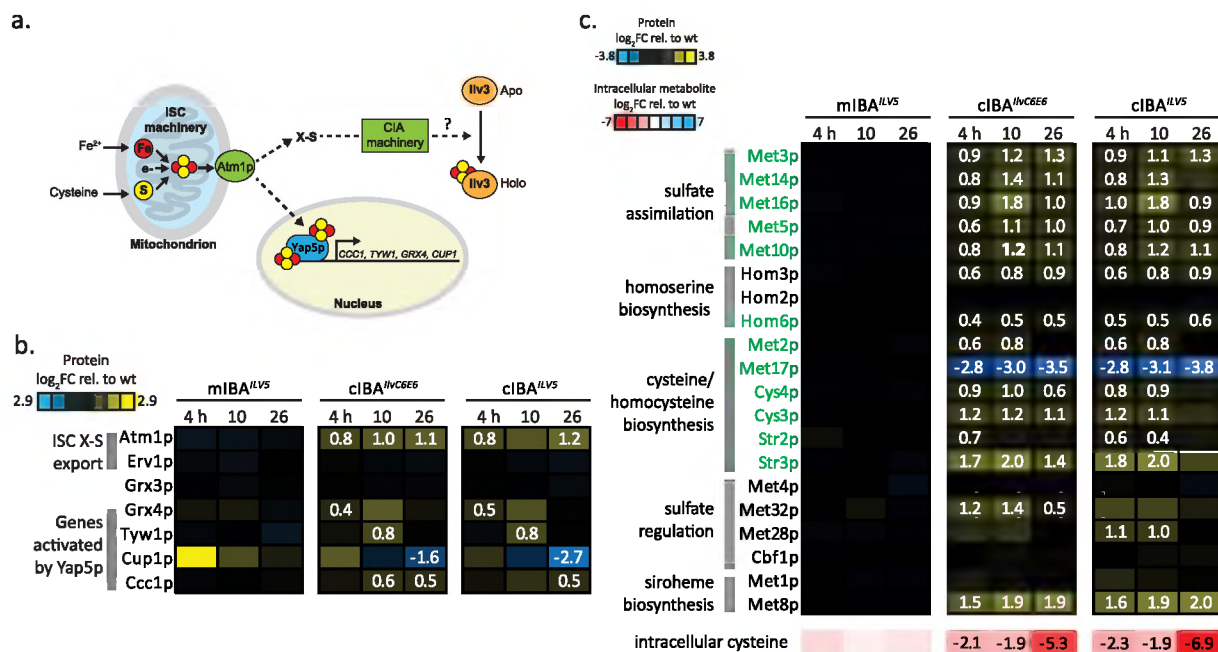 a.
ISC
machinery
Fe²⁺
Fe
e-
Cysteine
S
Mitochondrion
Atm1p
X-S
CIA
machinery
?
Ilv3
Apo
Ilv3
Holo
Yap5p
CCC1, TYW1, GRX4, CUP1
Nucleus
b.
Protein
log₂FC rel. to wt
2.9 2.9
mIBA^ILV5 cIBA^IlvC6E6 cIBA^ILV5
4 h 10 26 4 h 10 26 4 h 10 26
ISC X-S
export
Genes
activated
by Yap5p
Atm1p 0.8 1.0 1.1 0.8 1.2
Erv1p
Grx3p
Grx4p 0.4 0.5
Tyw1p 0.8 0.8
Cup1p -1.6 -2.7
Ccc1p 0.6 0.5 0.5
c.
Protein
log₂FC rel. to wt
-3.8 3.8
Intracellular metabolite
log₂FC rel. to wt
-7 7
mIBA^ILV5 cIBA^IlvC6E6 cIBA^ILV5
4 h 10 26 4 h 10 26 4 h 10 26
sulfate
assimilation
Met3p 0.9 1.2 1.3 0.9 1.1 1.3
Met14p 0.8 1.4 1.1 0.8 1.3
Met16p 0.9 1.8 1.0 1.0 1.8 0.9
Met5p 0.6 1.1 1.0 0.7 1.0 0.9
Met10p 0.8 1.2 1.1 0.8 1.2 1.1
homoserine
biosynthesis
Hom3p 0.6 0.8 0.9 0.6 0.8 0.9
Hom2p
Hom6p 0.4 0.5 0.5 0.5 0.5 0.6
cysteine/
homocysteine
biosynthesis
Met2p 0.6 0.8 0.6 0.8
Met17p -2.8 -3.0 -3.5 -2.8 -3.1 -3.8
Cys4p 0.9 1.0 0.6 0.8 0.9
Cys3p 1.2 1.2 1.1 1.2 1.1
Str2p 0.7 0.6 0.4
Str3p 1.7 2.0 1.4 1.8 2.0
sulfate
regulation
Met4p
Met32p 1.2 1.4 0.5
Met28p 1.1 1.0
Cbf1p
siroheme
biosynthesis
Met1p
Met8p 1.5 1.9 1.9 1.6 1.9 2.0
intracellular cysteine -2.1 -1.9 -5.3 -2.3 -1.9 -6.9